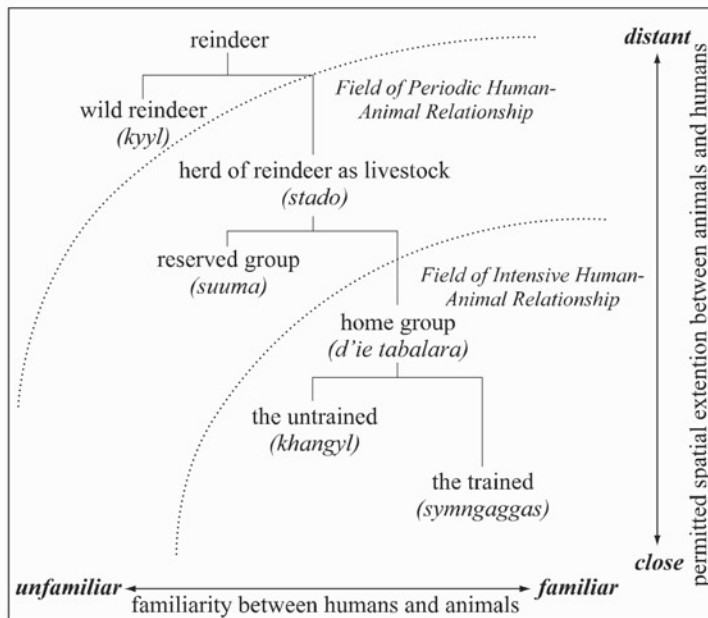 reindeer
distant
Field of Periodic Human-
Animal Relationship
wild reindeer
(kyyl)
herd of reindeer as livestock
(stado)
reserved group
(suuma)
Field of Intensive Human-
Animal Relationship
home group
(d’ie tabalara)
the untrained
(khangyl)
the trained
(symngaggas)
permitted spatial extention between animals and humans
close
unfamiliar
familiar
familiarity between humans and animals